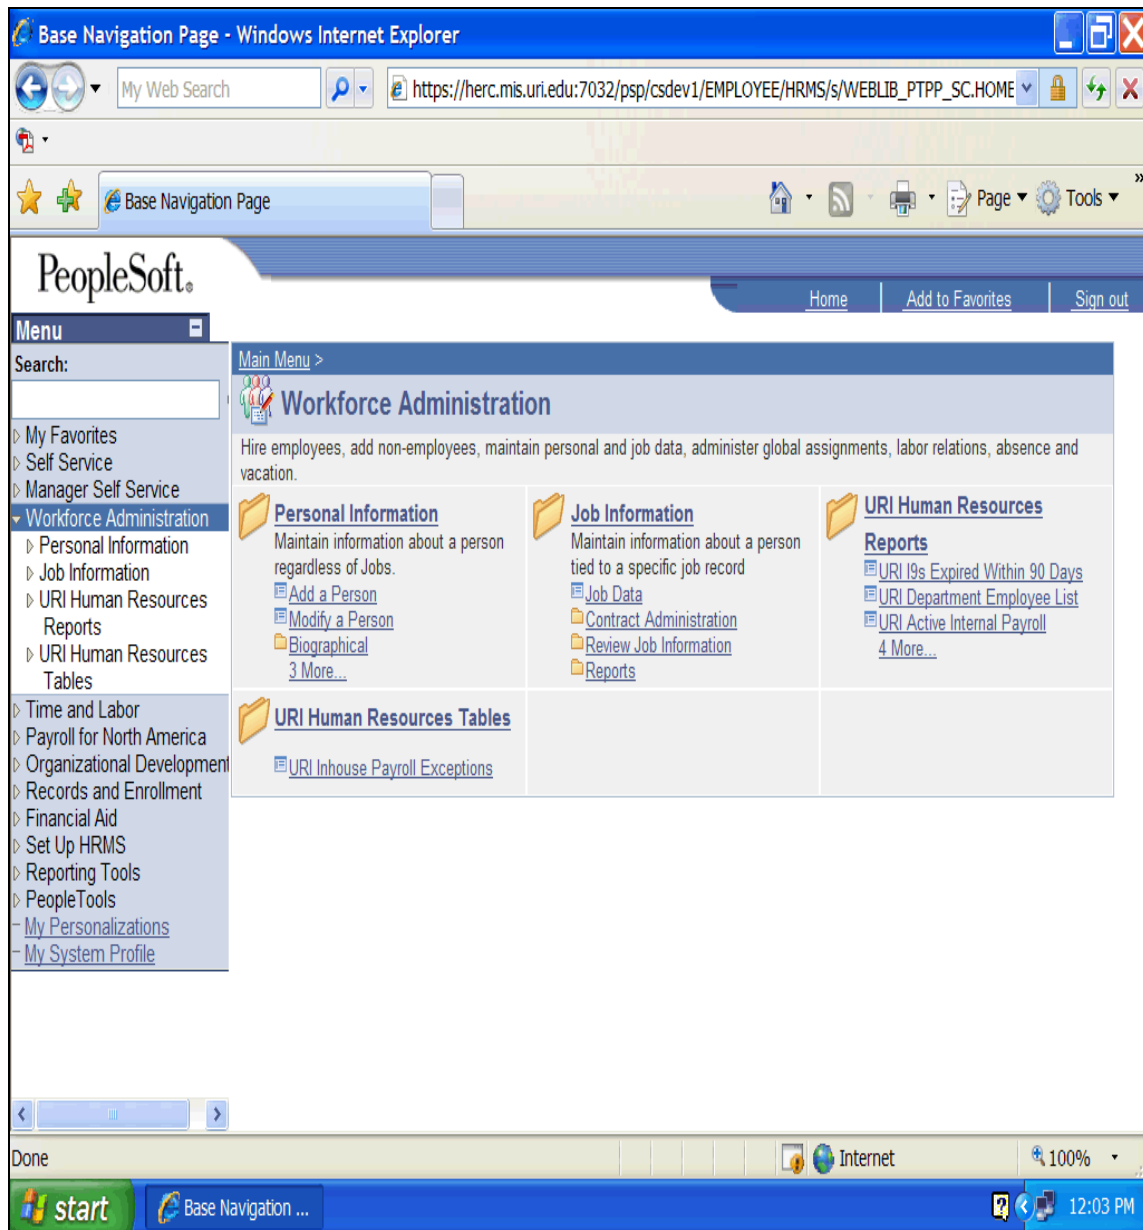 Base Navigation Page - Windows Internet Explorer
My Web Search
https://herc.mis.uri.edu:7032/psp/csdev1/EMPLOYEE/HRMS/s/WEBLIB_PTPP_SC.HOME
Base Navigation Page
Page
Tools
»
PeopleSoft®
Home
Add to Favorites
Sign out
Menu
Search:
My Favorites
Self Service
Manager Self Service
Workforce Administration
Personal Information
Job Information
URI Human Resources
Reports
URI Human Resources
Tables
Time and Labor
Payroll for North America
Organizational Development
Records and Enrollment
Financial Aid
Set Up HRMS
Reporting Tools
PeopleTools
My Personalizations
My System Profile
Main Menu >
Workforce Administration
Hire employees, add non-employees, maintain personal and job data, administer global assignments, labor relations, absence and
vacation.
Personal Information
Maintain information about a person
regardless of Jobs.
Add a Person
Modify a Person
Biographical
3 More...
Job Information
Maintain information about a person
tied to a specific job record
Job Data
Contract Administration
Review Job Information
Reports
URI Human Resources
Reports
URI I9s Expired Within 90 Days
URI Department Employee List
URI Active Internal Payroll
4 More...
URI Human Resources Tables
URI Inhouse Payroll Exceptions
Done
Internet
100%
start
Base Navigation ...
12:03 PM